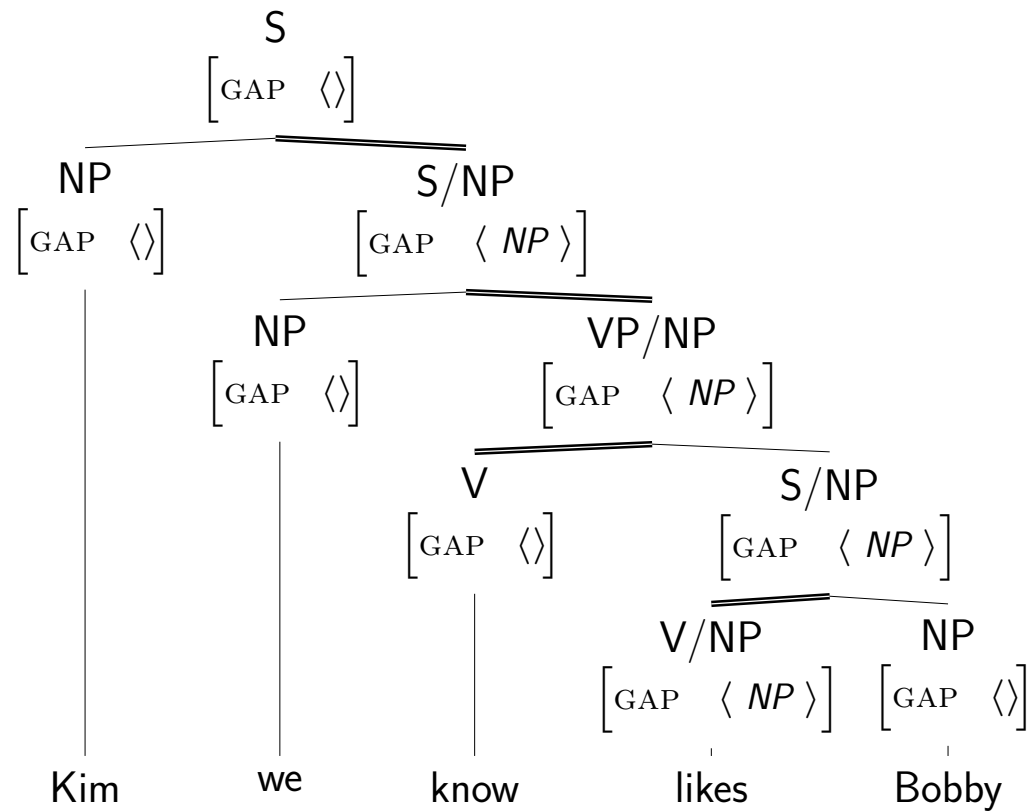 S
[GAP ⟨⟩]
NP S/NP
[GAP ⟨⟩] [GAP ⟨ NP ⟩]
NP VP/NP
[GAP ⟨⟩] [GAP ⟨ NP ⟩]
V S/NP
[GAP ⟨⟩] [GAP ⟨ NP ⟩]
V/NP NP
[GAP ⟨ NP ⟩] [GAP ⟨⟩]
Kim we know likes Bobby